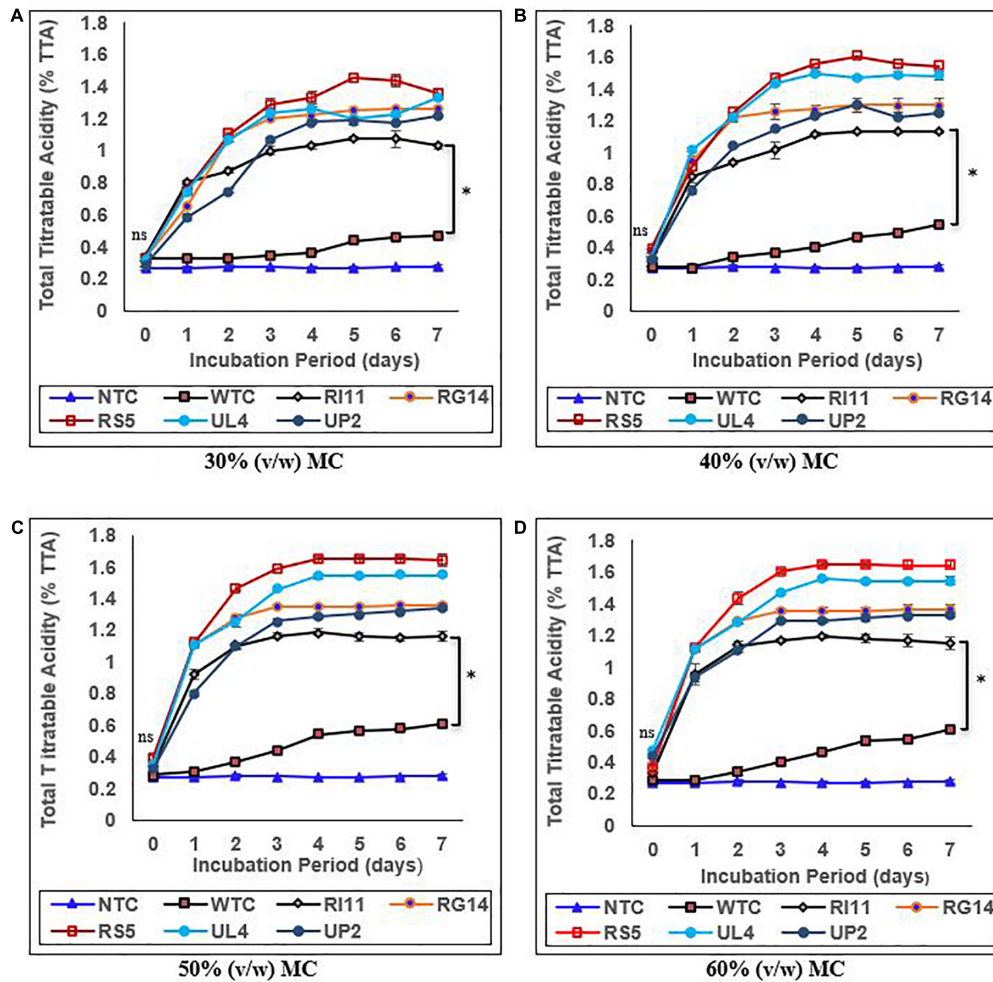 A
Total Titratable Acidity (% TTA)
1.8
1.6
1.4
1.2
1
0.8
0.6
0.4
0.2
0
ns
*
0 1 2 3 4 5 6 7
Incubation Period (days)
NTC WTC RI11 RG14
RS5 UL4 UP2
30% (v/w) MC
B
Total Titratable Acidity (% TTA)
1.8
1.6
1.4
1.2
1
0.8
0.6
0.4
0.2
0
ns
*
0 1 2 3 4 5 6 7
Incubation Period (days)
NTC WTC RI11 RG14
RS5 UL4 UP2
40% (v/w) MC
C
Total T itratable Acidity (% TTA)
1.8
1.6
1.4
1.2
1
0.8
0.6
0.4
0.2
0
ns
*
0 1 2 3 4 5 6 7
Incubation Period (days)
NTC WTC RI11 RG14
RS5 UL4 UP2
50% (v/w) MC
D
Total Titratable Acidity (% TTA)
1.8
1.6
1.4
1.2
1
0.8
0.6
0.4
0.2
0
ns
*
0 1 2 3 4 5 6 7
Incubation Period (days)
NTC WTC RI11 RG14
RS5 UL4 UP2
60% (v/w) MC